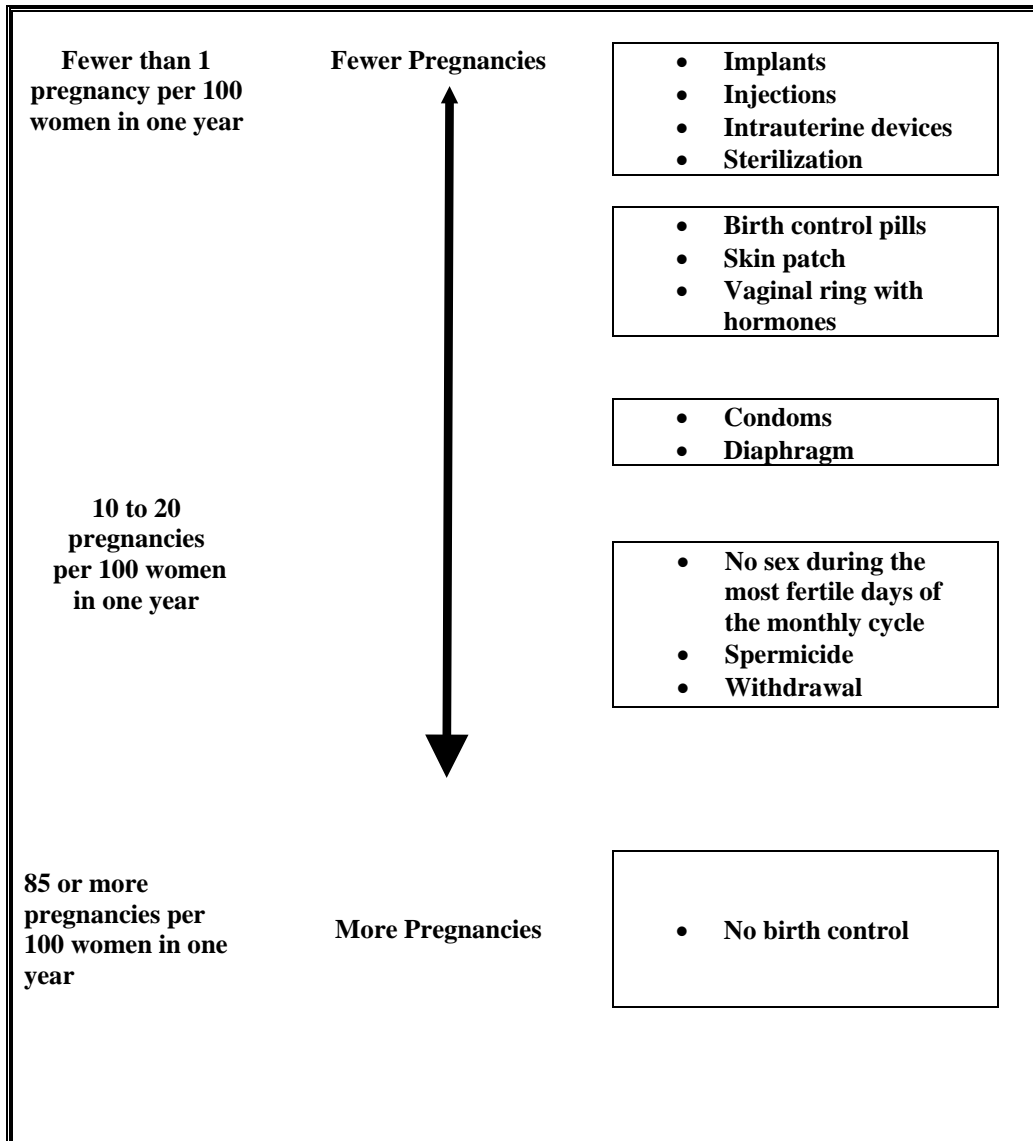 Fewer than 1
pregnancy per 100
women in one year
Fewer Pregnancies
• Implants
• Injections
• Intrauterine devices
• Sterilization
• Birth control pills
• Skin patch
• Vaginal ring with
hormones
• Condoms
• Diaphragm
10 to 20
pregnancies
per 100 women
in one year
• No sex during the
most fertile days of
the monthly cycle
• Spermicide
• Withdrawal
85 or more
pregnancies per
100 women in one
year
More Pregnancies
• No birth control